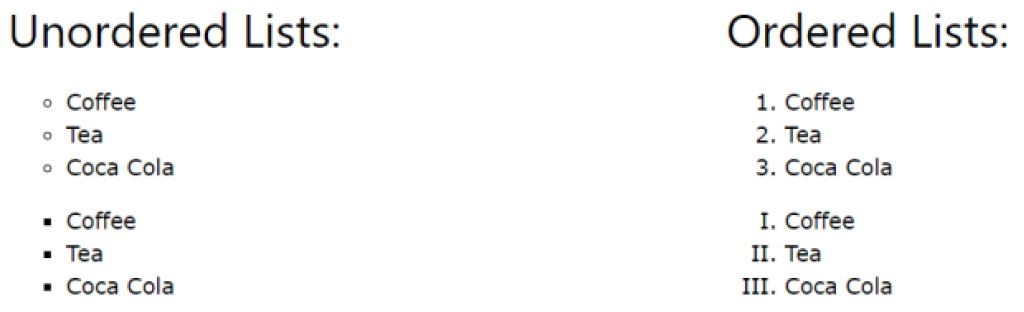 Unordered Lists:
◦ Coffee
◦ Tea
◦ Coca Cola
▪ Coffee
▪ Tea
▪ Coca Cola
Ordered Lists:
1. Coffee
2. Tea
3. Coca Cola
I. Coffee
II. Tea
III. Coca Cola